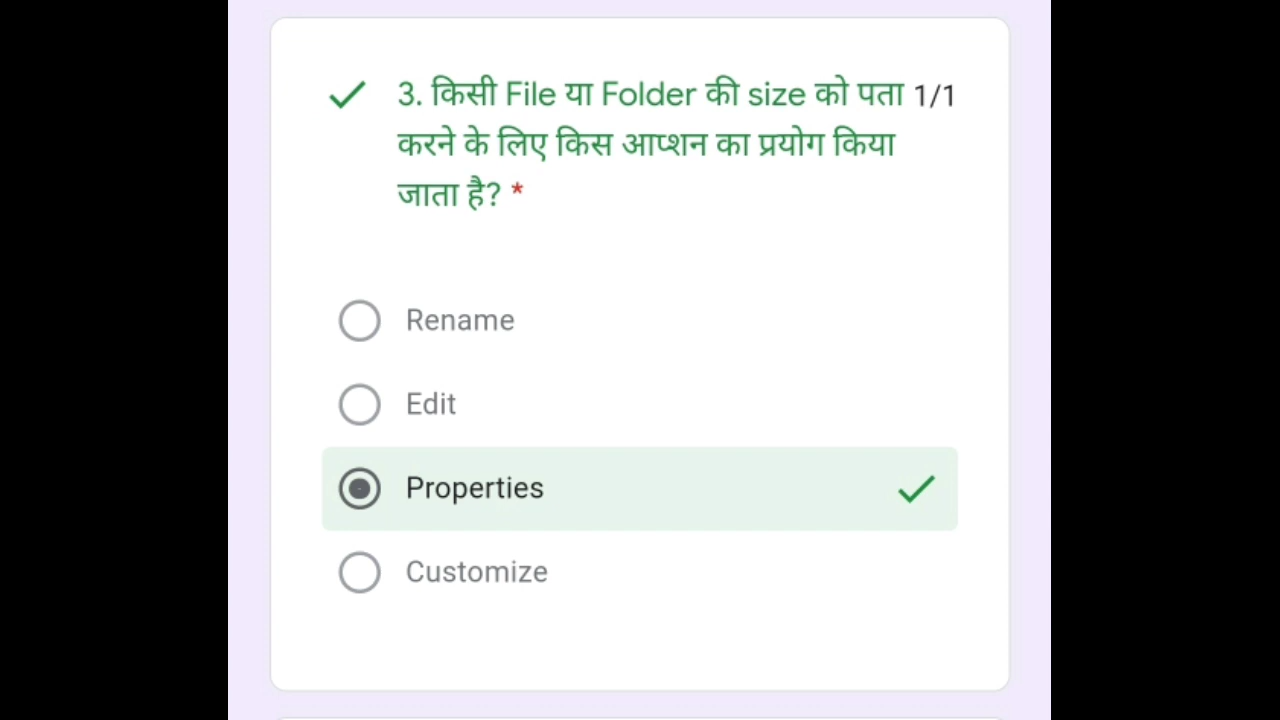 3. किसी File या Folder की size को पता 1/1
करने के लिए किस आप्शन का प्रयोग किया
जाता है? *
Rename
Edit
Properties
Customize